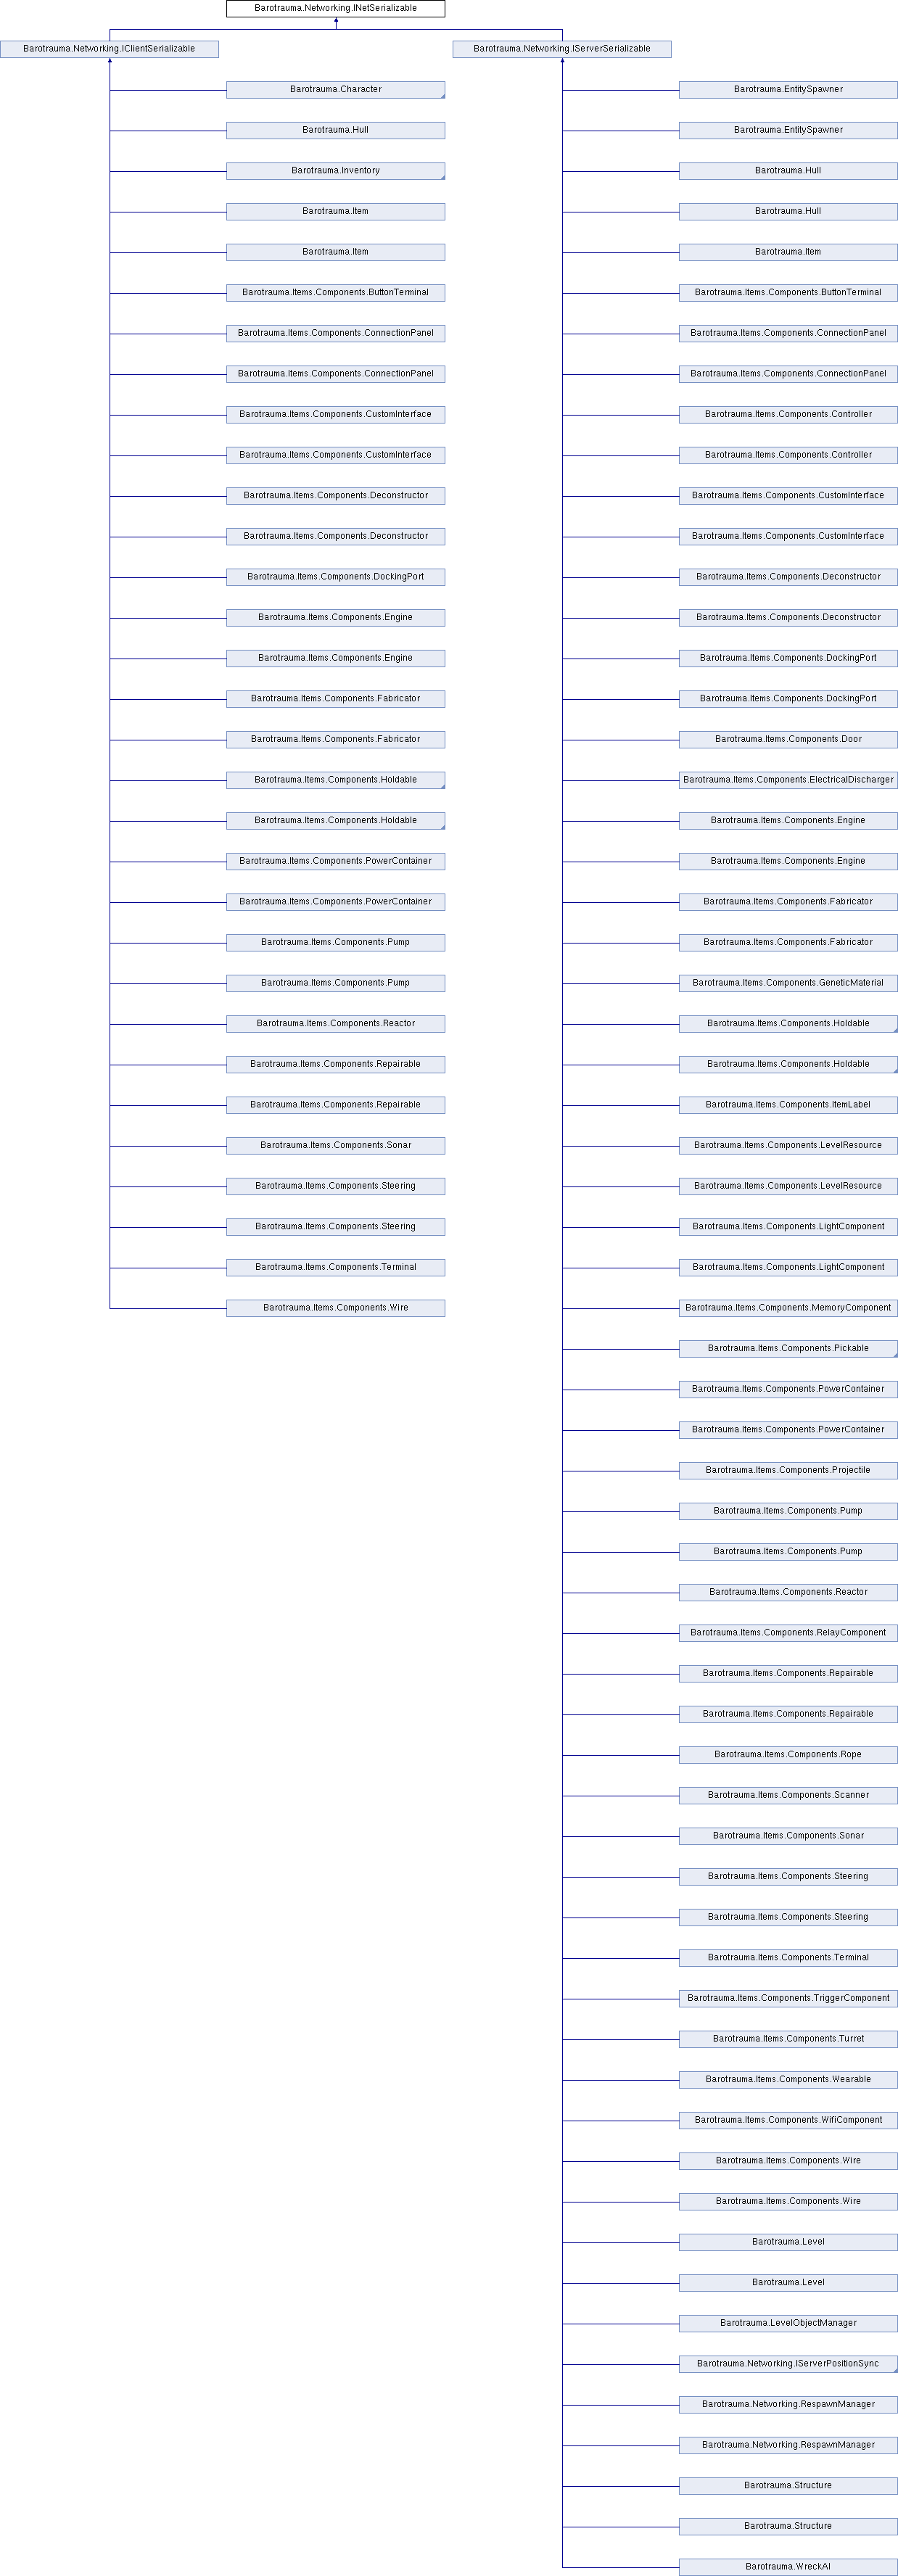 Barotrauma.Networking.INetSerializable
Barotrauma.Networking.IClientSerializable
Barotrauma.Networking.IServerSerializable
Barotrauma.Character
Barotrauma.Hull
Barotrauma.Inventory
Barotrauma.Item
Barotrauma.Item
Barotrauma.Items.Components.ButtonTerminal
Barotrauma.Items.Components.ConnectionPanel
Barotrauma.Items.Components.ConnectionPanel
Barotrauma.Items.Components.CustomInterface
Barotrauma.Items.Components.CustomInterface
Barotrauma.Items.Components.Deconstructor
Barotrauma.Items.Components.Deconstructor
Barotrauma.Items.Components.DockingPort
Barotrauma.Items.Components.Engine
Barotrauma.Items.Components.Engine
Barotrauma.Items.Components.Fabricator
Barotrauma.Items.Components.Fabricator
Barotrauma.Items.Components.Holdable
Barotrauma.Items.Components.Holdable
Barotrauma.Items.Components.PowerContainer
Barotrauma.Items.Components.PowerContainer
Barotrauma.Items.Components.Pump
Barotrauma.Items.Components.Pump
Barotrauma.Items.Components.Reactor
Barotrauma.Items.Components.Repairable
Barotrauma.Items.Components.Repairable
Barotrauma.Items.Components.Sonar
Barotrauma.Items.Components.Steering
Barotrauma.Items.Components.Steering
Barotrauma.Items.Components.Terminal
Barotrauma.Items.Components.Wire
Barotrauma.EntitySpawner
Barotrauma.EntitySpawner
Barotrauma.Hull
Barotrauma.Hull
Barotrauma.Item
Barotrauma.Items.Components.ButtonTerminal
Barotrauma.Items.Components.ConnectionPanel
Barotrauma.Items.Components.ConnectionPanel
Barotrauma.Items.Components.Controller
Barotrauma.Items.Components.Controller
Barotrauma.Items.Components.CustomInterface
Barotrauma.Items.Components.CustomInterface
Barotrauma.Items.Components.Deconstructor
Barotrauma.Items.Components.Deconstructor
Barotrauma.Items.Components.DockingPort
Barotrauma.Items.Components.DockingPort
Barotrauma.Items.Components.Door
Barotrauma.Items.Components.ElectricalDischarger
Barotrauma.Items.Components.Engine
Barotrauma.Items.Components.Engine
Barotrauma.Items.Components.Fabricator
Barotrauma.Items.Components.Fabricator
Barotrauma.Items.Components.GeneticMaterial
Barotrauma.Items.Components.Holdable
Barotrauma.Items.Components.Holdable
Barotrauma.Items.Components.ItemLabel
Barotrauma.Items.Components.LevelResource
Barotrauma.Items.Components.LevelResource
Barotrauma.Items.Components.LightComponent
Barotrauma.Items.Components.LightComponent
Barotrauma.Items.Components.MemoryComponent
Barotrauma.Items.Components.Pickable
Barotrauma.Items.Components.PowerContainer
Barotrauma.Items.Components.PowerContainer
Barotrauma.Items.Components.Projectile
Barotrauma.Items.Components.Pump
Barotrauma.Items.Components.Pump
Barotrauma.Items.Components.Reactor
Barotrauma.Items.Components.RelayComponent
Barotrauma.Items.Components.Repairable
Barotrauma.Items.Components.Repairable
Barotrauma.Items.Components.Rope
Barotrauma.Items.Components.Scanner
Barotrauma.Items.Components.Sonar
Barotrauma.Items.Components.Steering
Barotrauma.Items.Components.Steering
Barotrauma.Items.Components.Terminal
Barotrauma.Items.Components.TriggerComponent
Barotrauma.Items.Components.Turret
Barotrauma.Items.Components.Wearable
Barotrauma.Items.Components.WifiComponent
Barotrauma.Items.Components.Wire
Barotrauma.Items.Components.Wire
Barotrauma.Level
Barotrauma.Level
Barotrauma.LevelObjectManager
Barotrauma.Networking.IServerPositionSync
Barotrauma.Networking.RespawnManager
Barotrauma.Networking.RespawnManager
Barotrauma.Structure
Barotrauma.Structure
Barotrauma.WreckAI